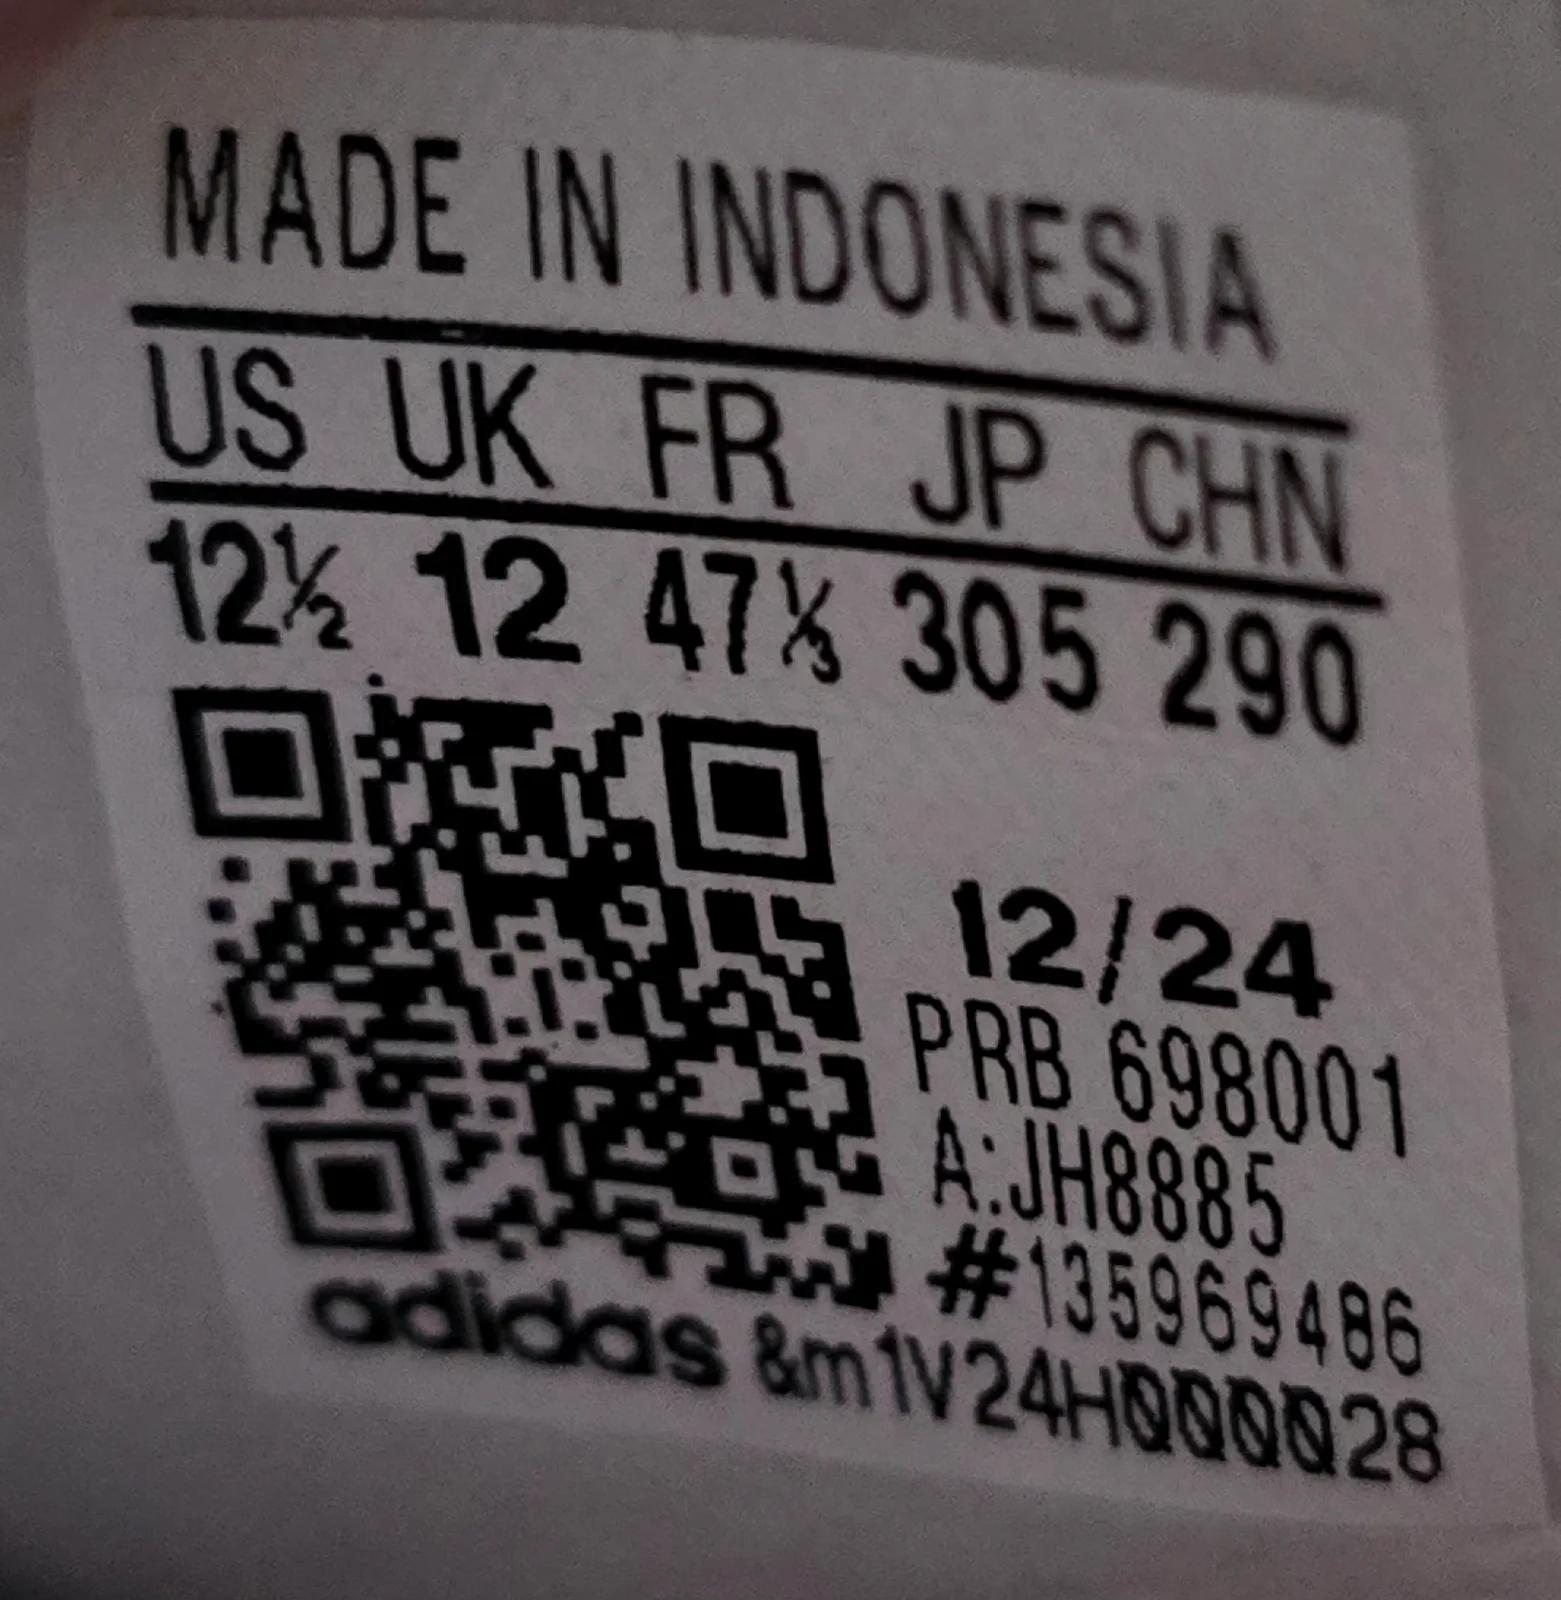 MADE IN INDONESIA
US UK FR JP CHN
12½ 12 47⅓ 305 290
12/24
PRB 698001
A:JH8885
#135969486
adidas &m1V24H000028